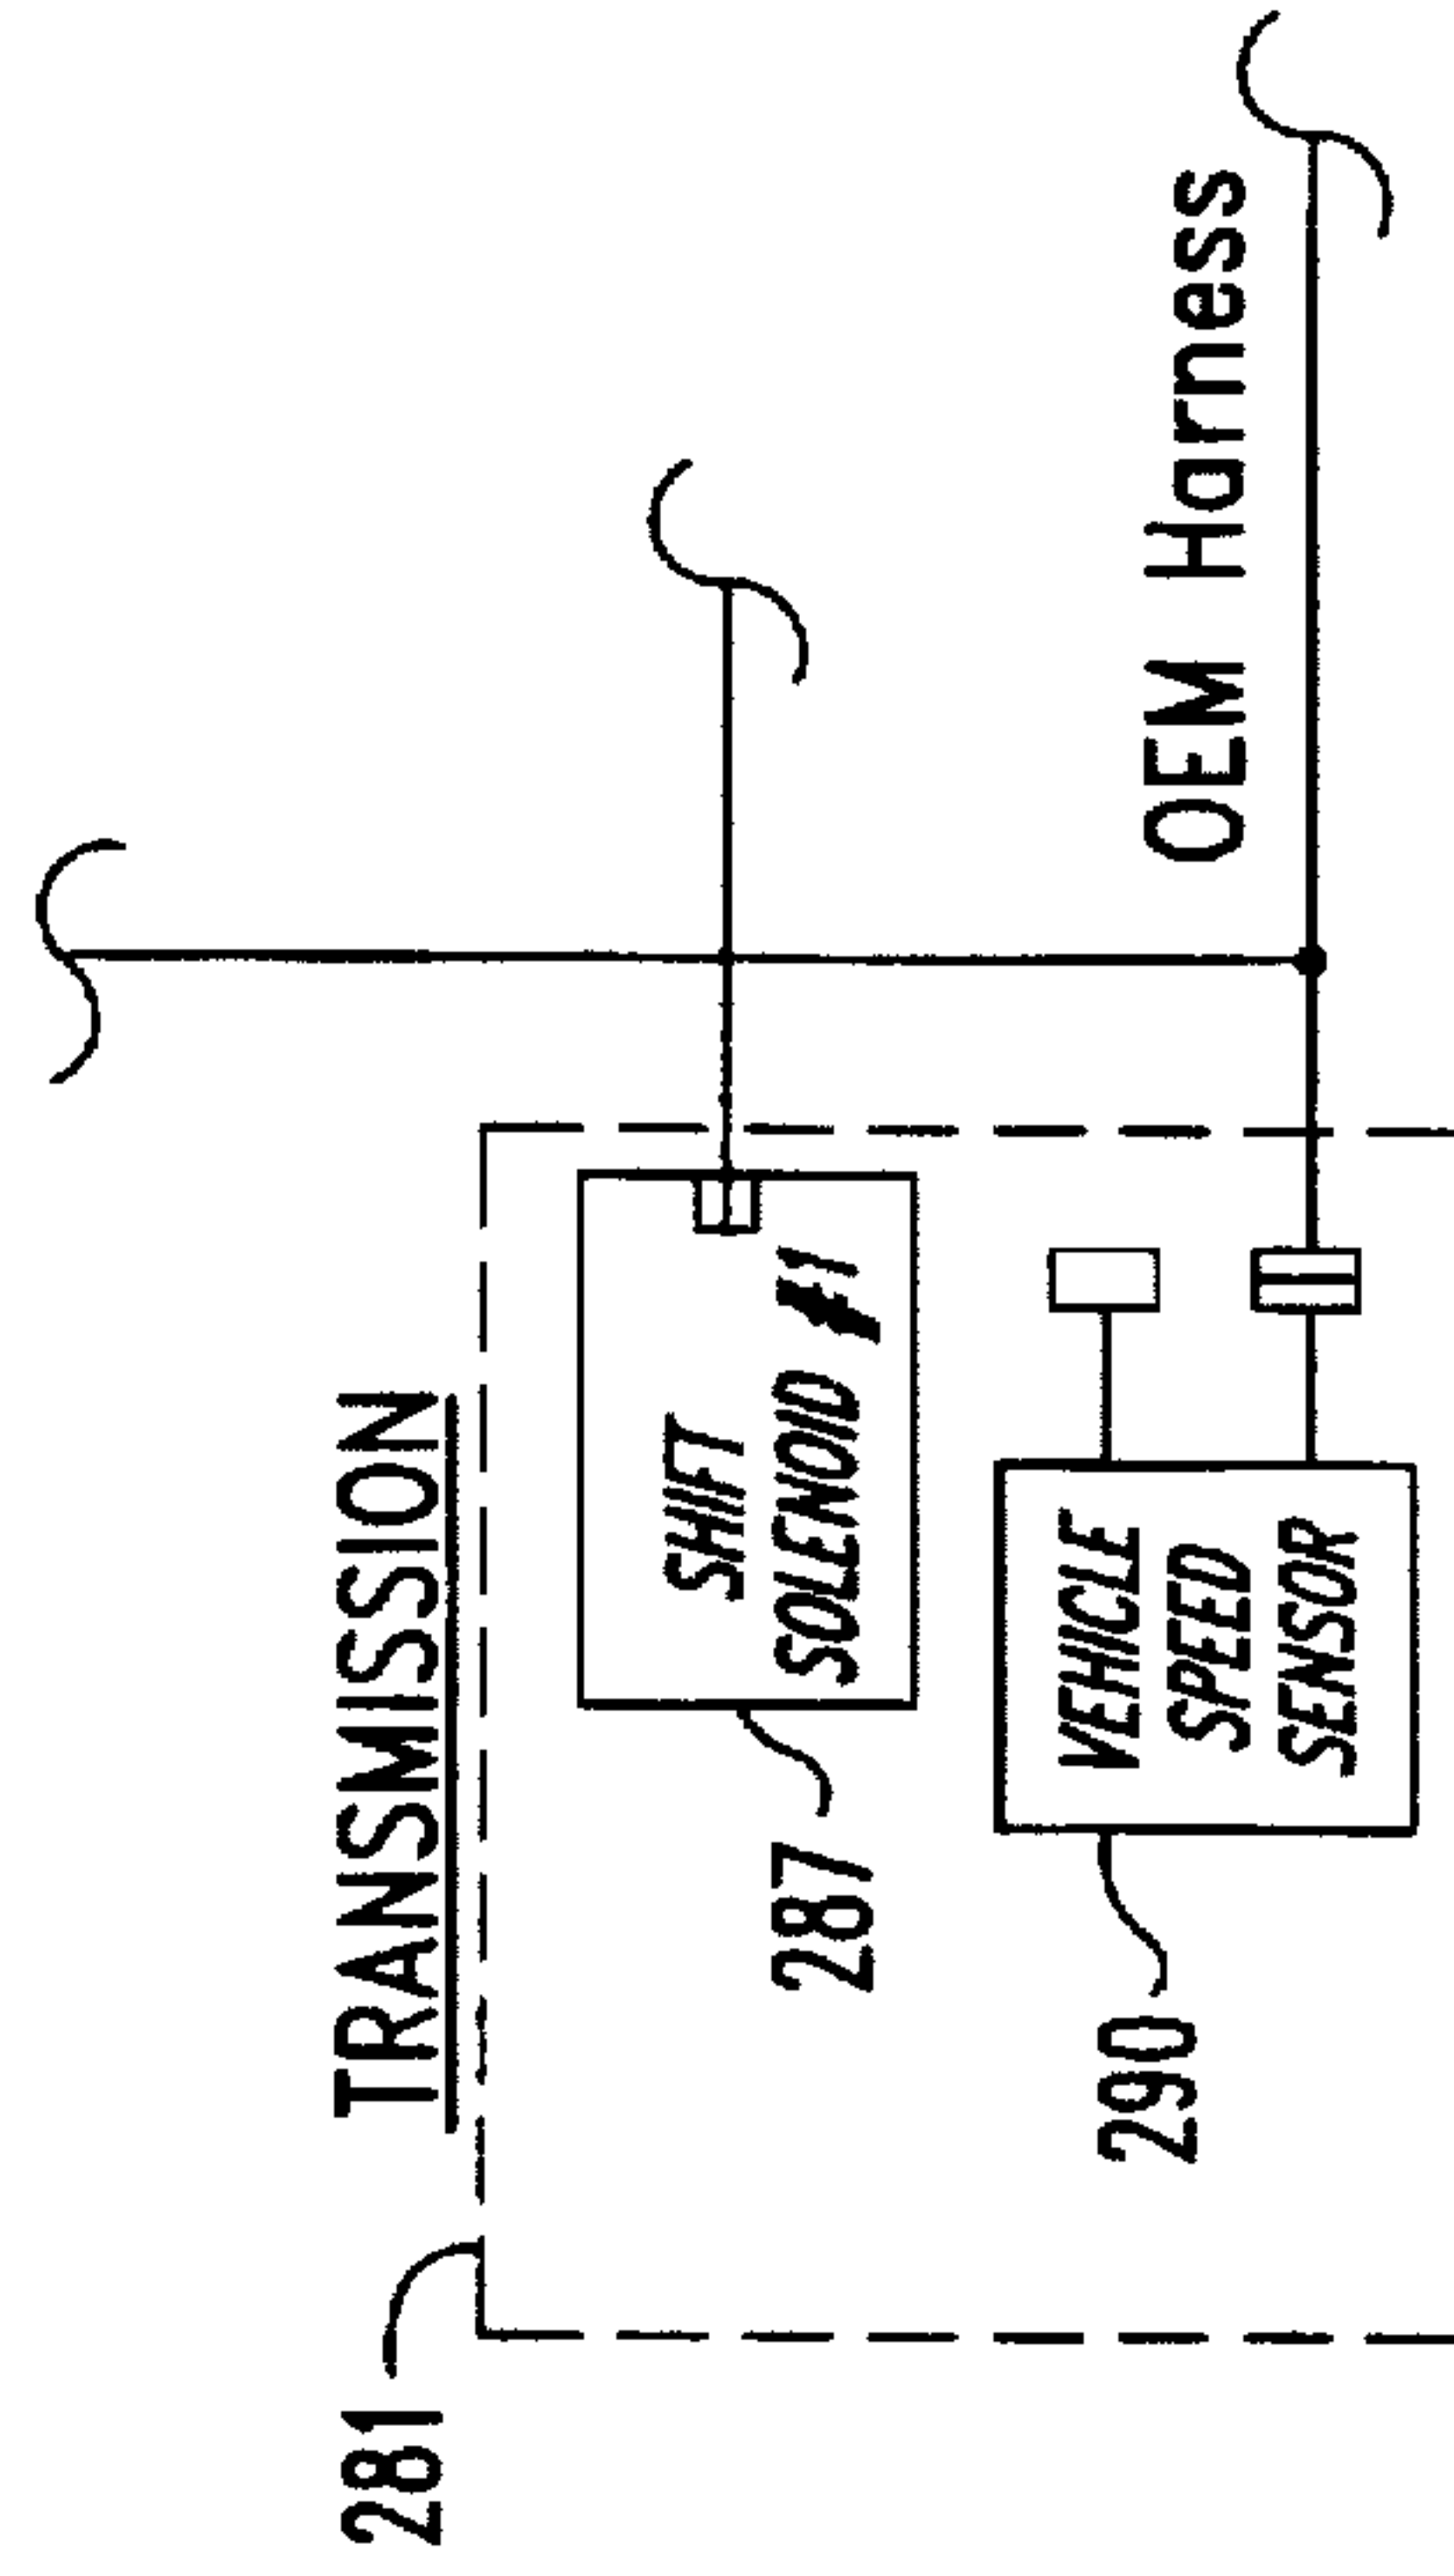 281
TRANSMISSION
287
SHIFT
SOLENOID #1
OEM Harness
290
VEHICLE
SPEED
SENSOR